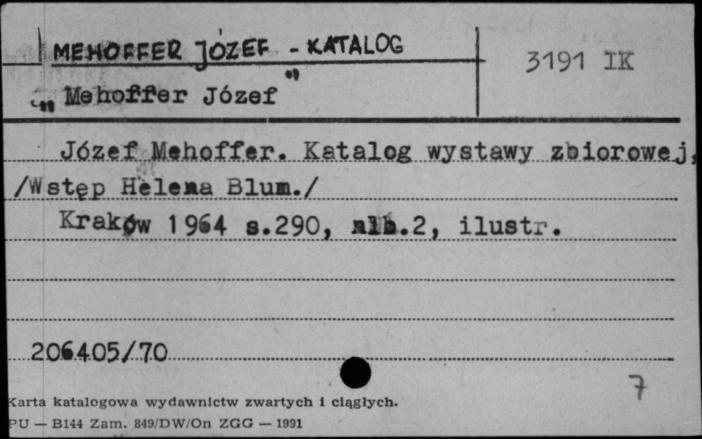 MEHOFFER JÓZEF - KATALOG
3191 IK
„Mehoffer Józef”
Józef Mehoffer. Katalog wystawy zbiorowej,
/Wstęp Helena Blum./
Kraków 1964 s.290, nlb.2, ilustr.
206405/70
7
Karta katalogowa wydawnictw zwartych i ciągłych.
PU — B144 Zam. 849/DW/On ZGG — 1991